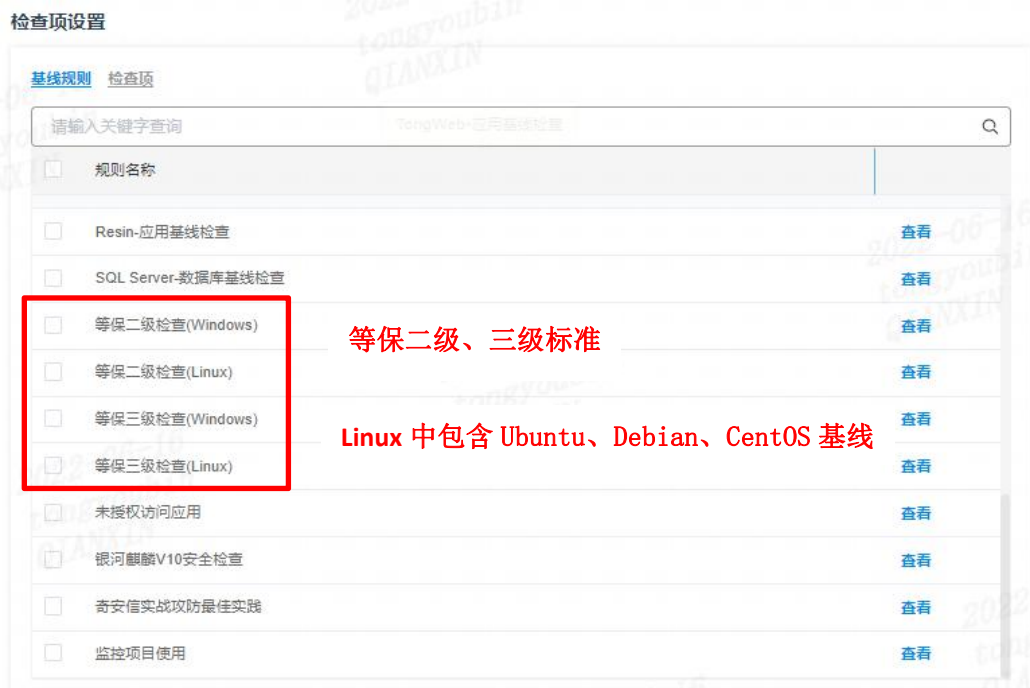 检查项设置
基线规则 检查项
请输入关键字查询
TongWeb-应用基线检查
规则名称
Resin-应用基线检查 查看
SQL Server-数据库基线检查 查看
等保二级检查(Windows) 查看
等保二级、三级标准
等保二级检查(Linux) 查看
等保三级检查(Windows) 查看
Linux 中包含 Ubuntu、Debian、CentOS 基线
等保三级检查(Linux) 查看
未授权访问应用 查看
银河麒麟V10安全检查 查看
奇安信实战攻防最佳实践 查看
监控项目使用 查看
tongyoubin
QIANXIN
2022-06-16